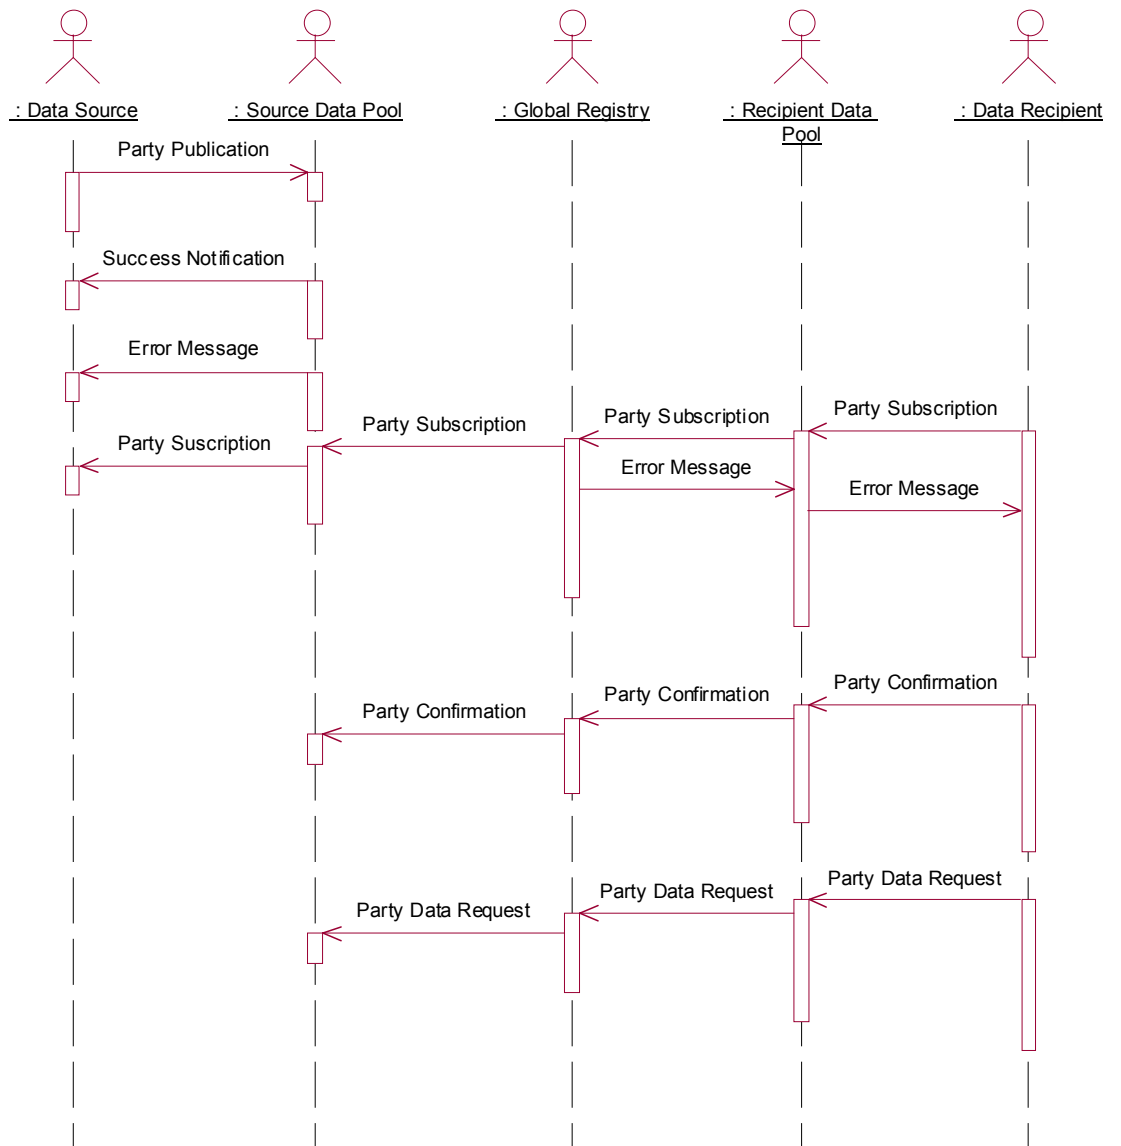 : Data Source
: Source Data Pool
: Global Registry
: Recipient Data
Pool
: Data Recipient
Party Publication
Success Notification
Error Message
Party Subscription
Party Subscription
Party Subscription
Party Suscription
Error Message
Error Message
Party Confirmation
Party Confirmation
Party Confirmation
Party Data Request
Party Data Request
Party Data Request